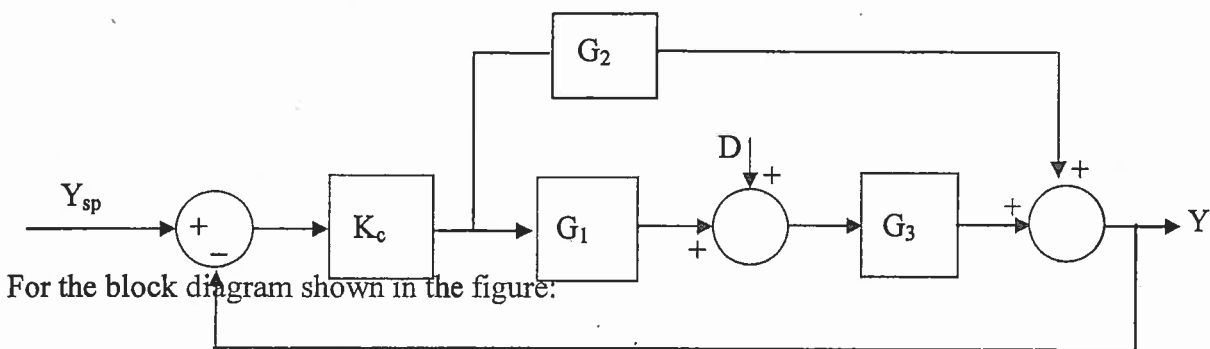 G₂
D
+
+
Y_sp
+
−
K_c
G₁
+
G₃
+
Y
For the block diagram shown in the figure: